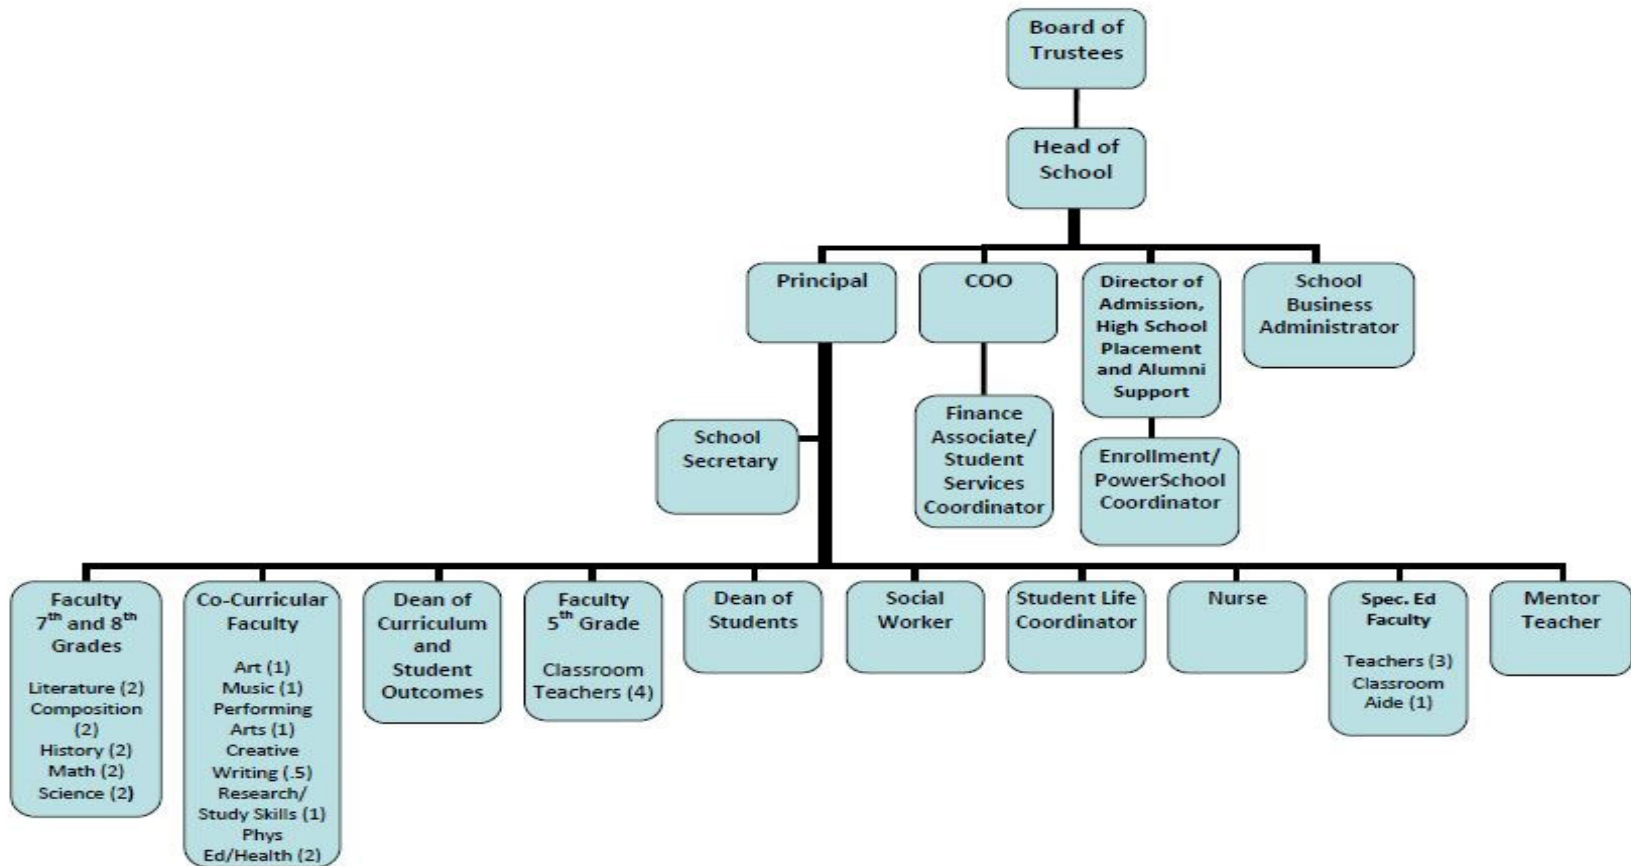 Board of
Trustees
Head of
School
Principal
COO
Director of
Admission,
High School
Placement
and Alumni
Support
School
Business
Administrator
School
Secretary
Finance
Associate/
Student
Services
Coordinator
Enrollment/
PowerSchool
Coordinator
Faculty
7th and 8th
Grades
Literature (2)
Composition
(2)
History (2)
Math (2)
Science (2)
Co-Curricular
Faculty
Art (1)
Music (1)
Performing
Arts (1)
Creative
Writing (.5)
Research/
Study Skills (1)
Phys
Ed/Health (2)
Dean of
Curriculum
and
Student
Outcomes
Faculty
5th Grade
Classroom
Teachers (4)
Dean of
Students
Social
Worker
Student Life
Coordinator
Nurse
Spec. Ed
Faculty
Teachers (3)
Classroom
Aide (1)
Mentor
Teacher